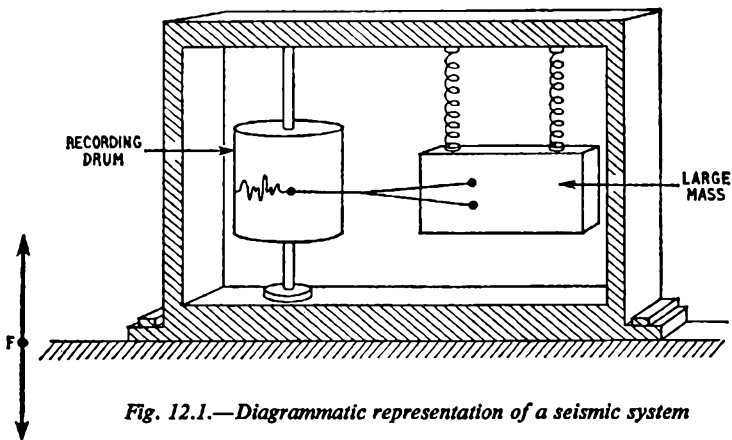 RECORDING
DRUM
LARGE
MASS
F
Fig. 12.1.—Diagrammatic representation of a seismic system